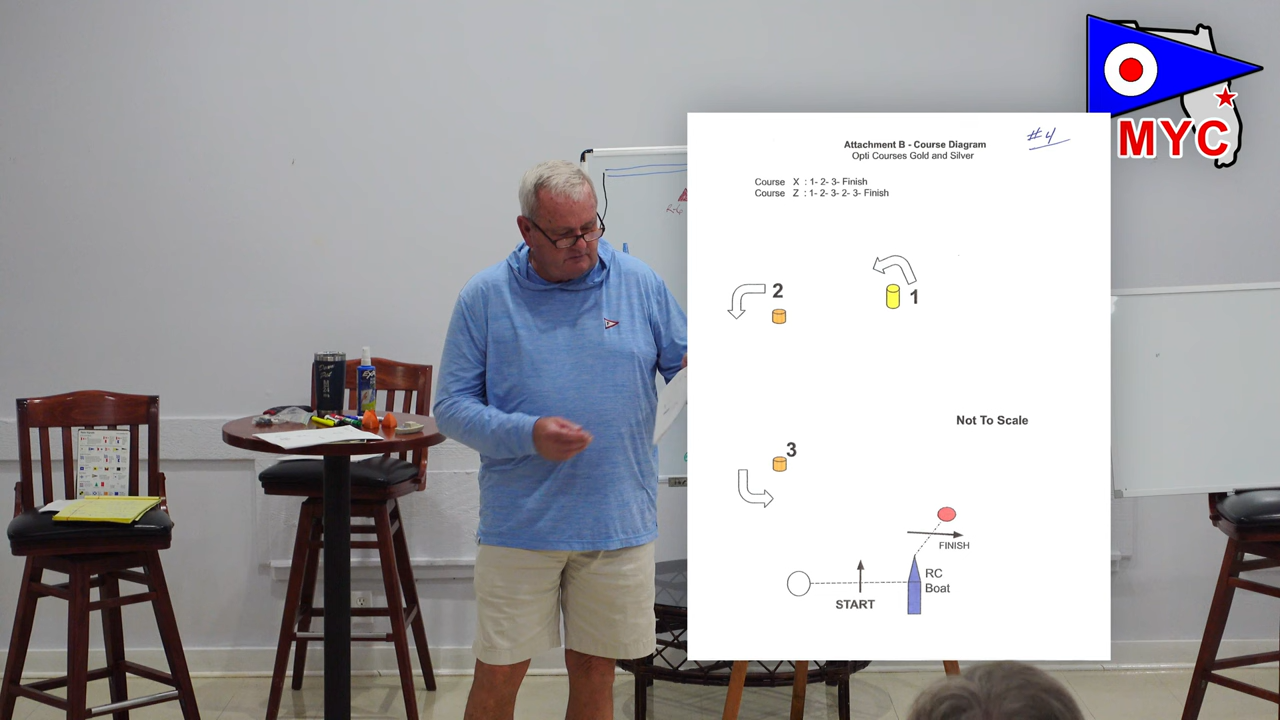 MYC
#4
Attachment B - Course Diagram
Opti Courses Gold and Silver
Course X : 1- 2- 3- Finish
Course Z : 1- 2- 3- 2- 3- Finish
2
1
Not To Scale
3
FINISH
RC
Boat
START